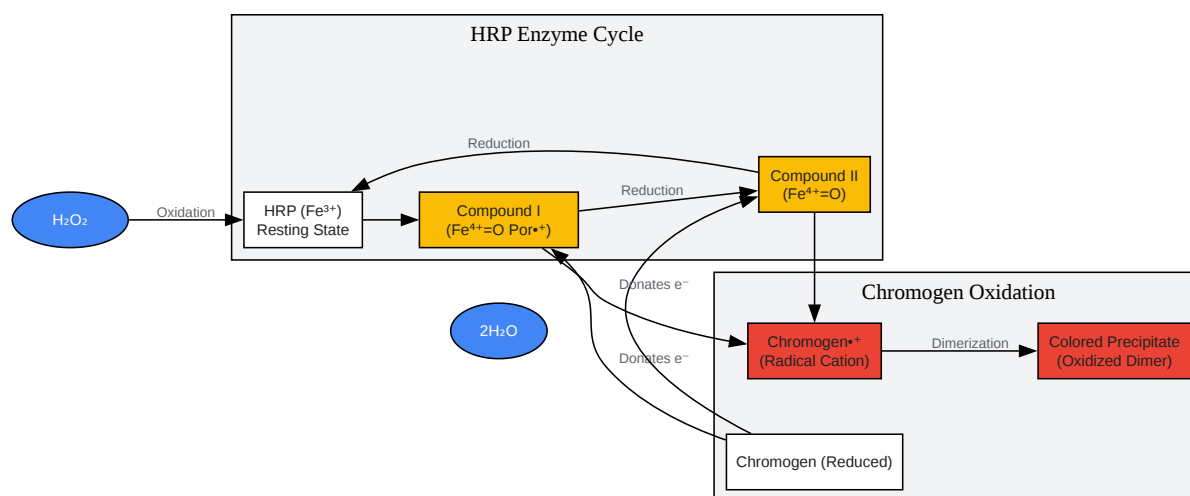 HRP Enzyme Cycle
Reduction
H₂O₂
Oxidation
HRP (Fe³⁺)
Resting State
Compound I
(Fe⁴⁺=O Por•⁺)
Reduction
Compound II
(Fe⁴⁺=O)
Donates e⁻
Chromogen Oxidation
2H₂O
Chromogen•⁺
(Radical Cation)
Dimerization
Colored Precipitate
(Oxidized Dimer)
Donates e⁻
Chromogen (Reduced)